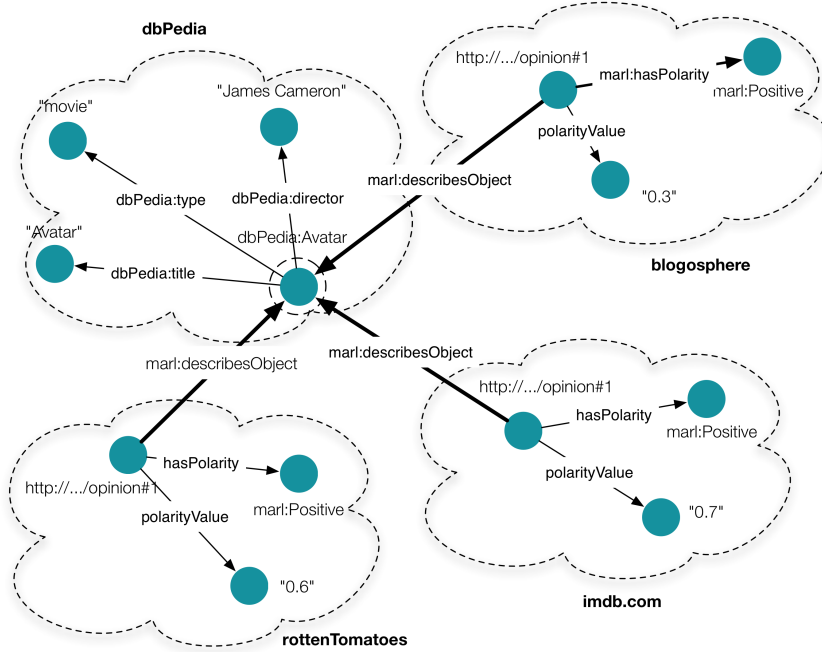 dbPedia
"movie"
"James Cameron"
dbPedia:type
dbPedia:director
"Avatar"
dbPedia:Avatar
dbPedia:title
http://.../opinion#1
marl:hasPolarity
marl:Positive
polarityValue
"0.3"
marl:describesObject
blogosphere
marl:describesObject
marl:describesObject
http://.../opinion#1
hasPolarity
marl:Positive
polarityValue
"0.7"
imdb.com
hasPolarity
http://.../opinion#1
marl:Positive
polarityValue
"0.6"
rottenTomatoes